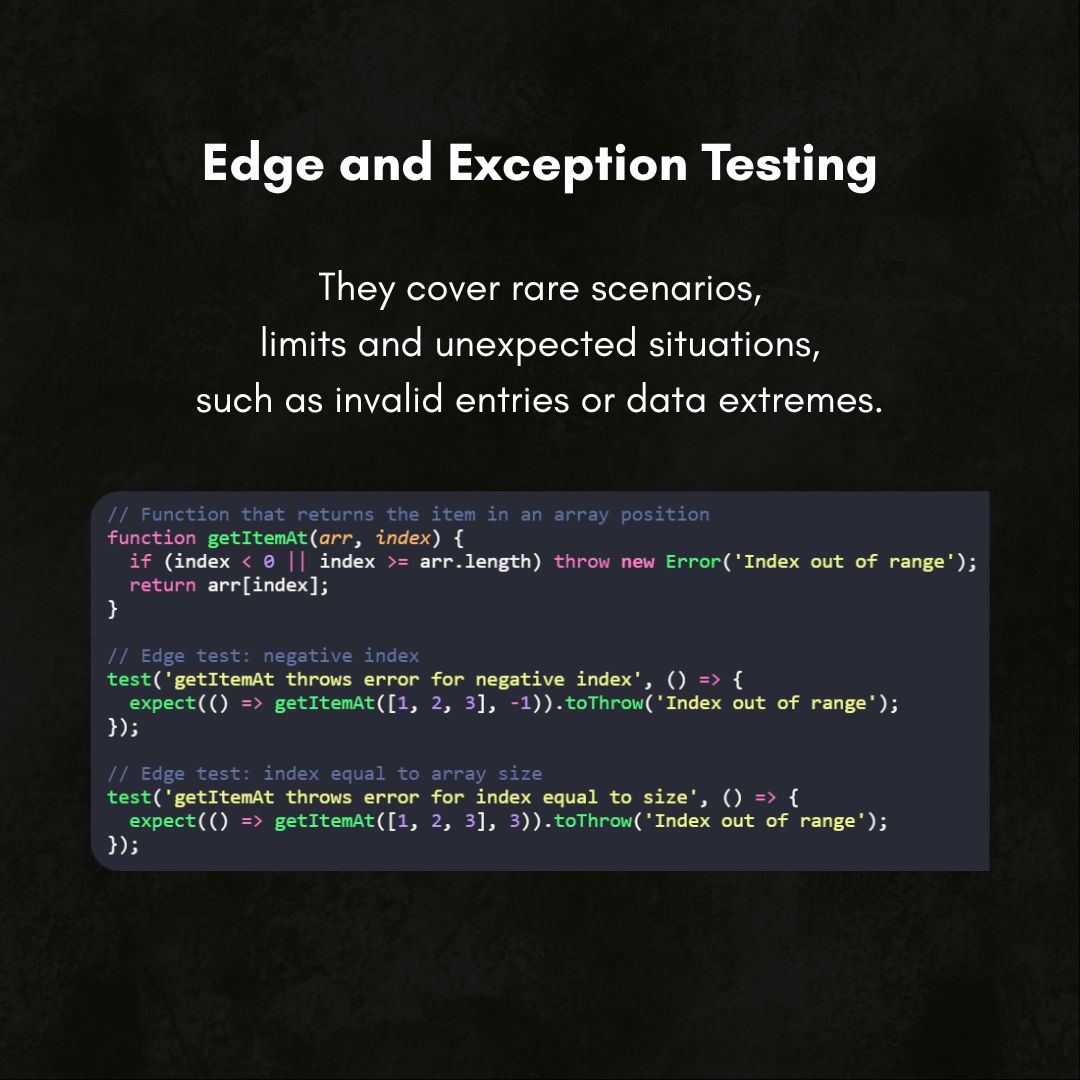 Edge and Exception Testing
They cover rare scenarios,
limits and unexpected situations,
such as invalid entries or data extremes.
// Function that returns the item in an array position
function getItemAt(arr, index) {
  if (index < 0 || index >= arr.length) throw new Error('Index out of range');
  return arr[index];
}
// Edge test: negative index
test('getItemAt throws error for negative index', () => {
  expect(() => getItemAt([1, 2, 3], -1)).toThrow('Index out of range');
});
// Edge test: index equal to array size
test('getItemAt throws error for index equal to size', () => {
  expect(() => getItemAt([1, 2, 3], 3)).toThrow('Index out of range');
});